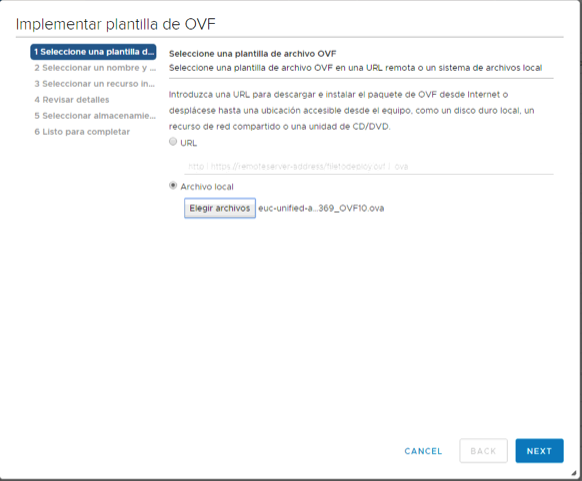 Implementar plantilla de OVF
1 Seleccione una plantilla d...
2 Seleccionar un nombre y ...
3 Seleccionar un recurso in...
4 Revisar detalles
5 Seleccionar almacenamie...
6 Listo para completar
Seleccione una plantilla de archivo OVF
Seleccione una plantilla de archivo OVF en una URL remota o un sistema de archivos local
Introduzca una URL para descargar e instalar el paquete de OVF desde Internet o
desplácese hasta una ubicación accesible desde el equipo, como un disco duro local, un
recurso de red compartido o una unidad de CD/DVD.
URL
http | https://remoteserver-address/filetodeploy.ovf | .ova
Archivo local
Elegir archivos euc-unified-a...369_OVF10.ova
CANCEL BACK NEXT